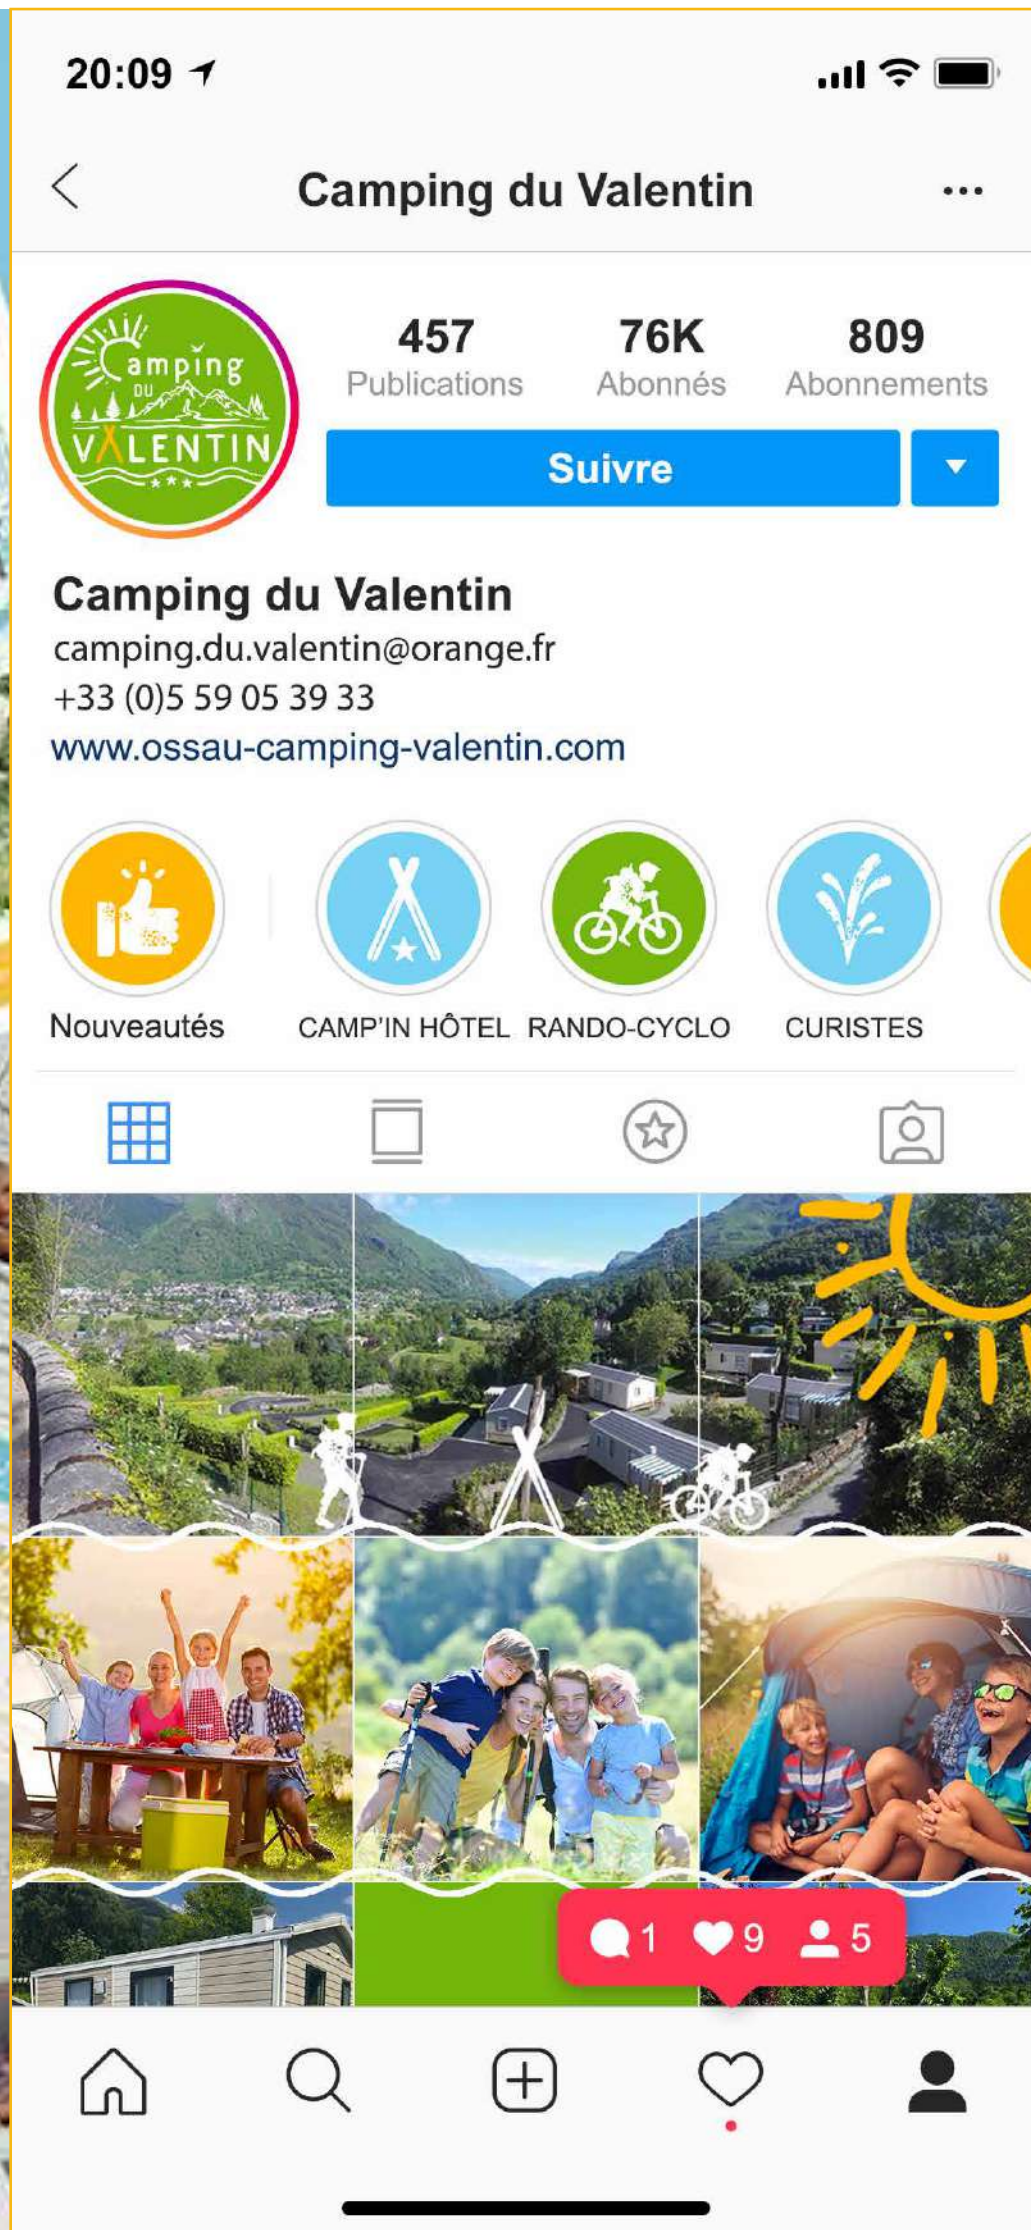 20:09
Camping du Valentin
...
Camping
DU
VALENTIN
457
Publications
76K
Abonnés
809
Abonnements
Suivre
Camping du Valentin
camping.du.valentin@orange.fr
+33 (0)5 59 05 39 33
www.ossau-camping-valentin.com
Nouveautés
CAMP'IN HÔTEL
RANDO-CYCLO
CURISTES
1 9 5